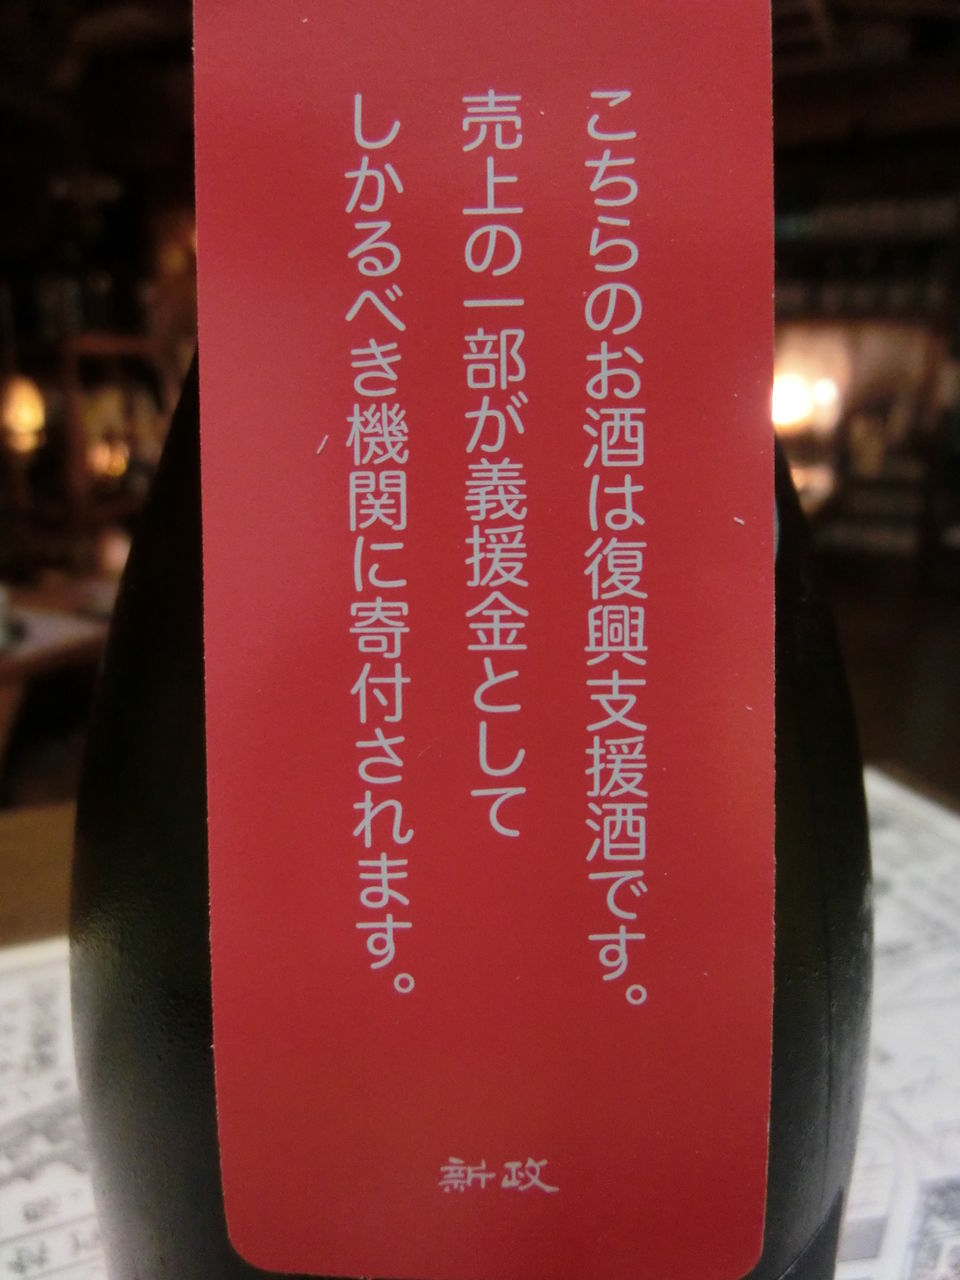 こちらのお酒は復興支援酒です。
売上の一部が義援金として
しかるべき機関に寄付されます。
新政